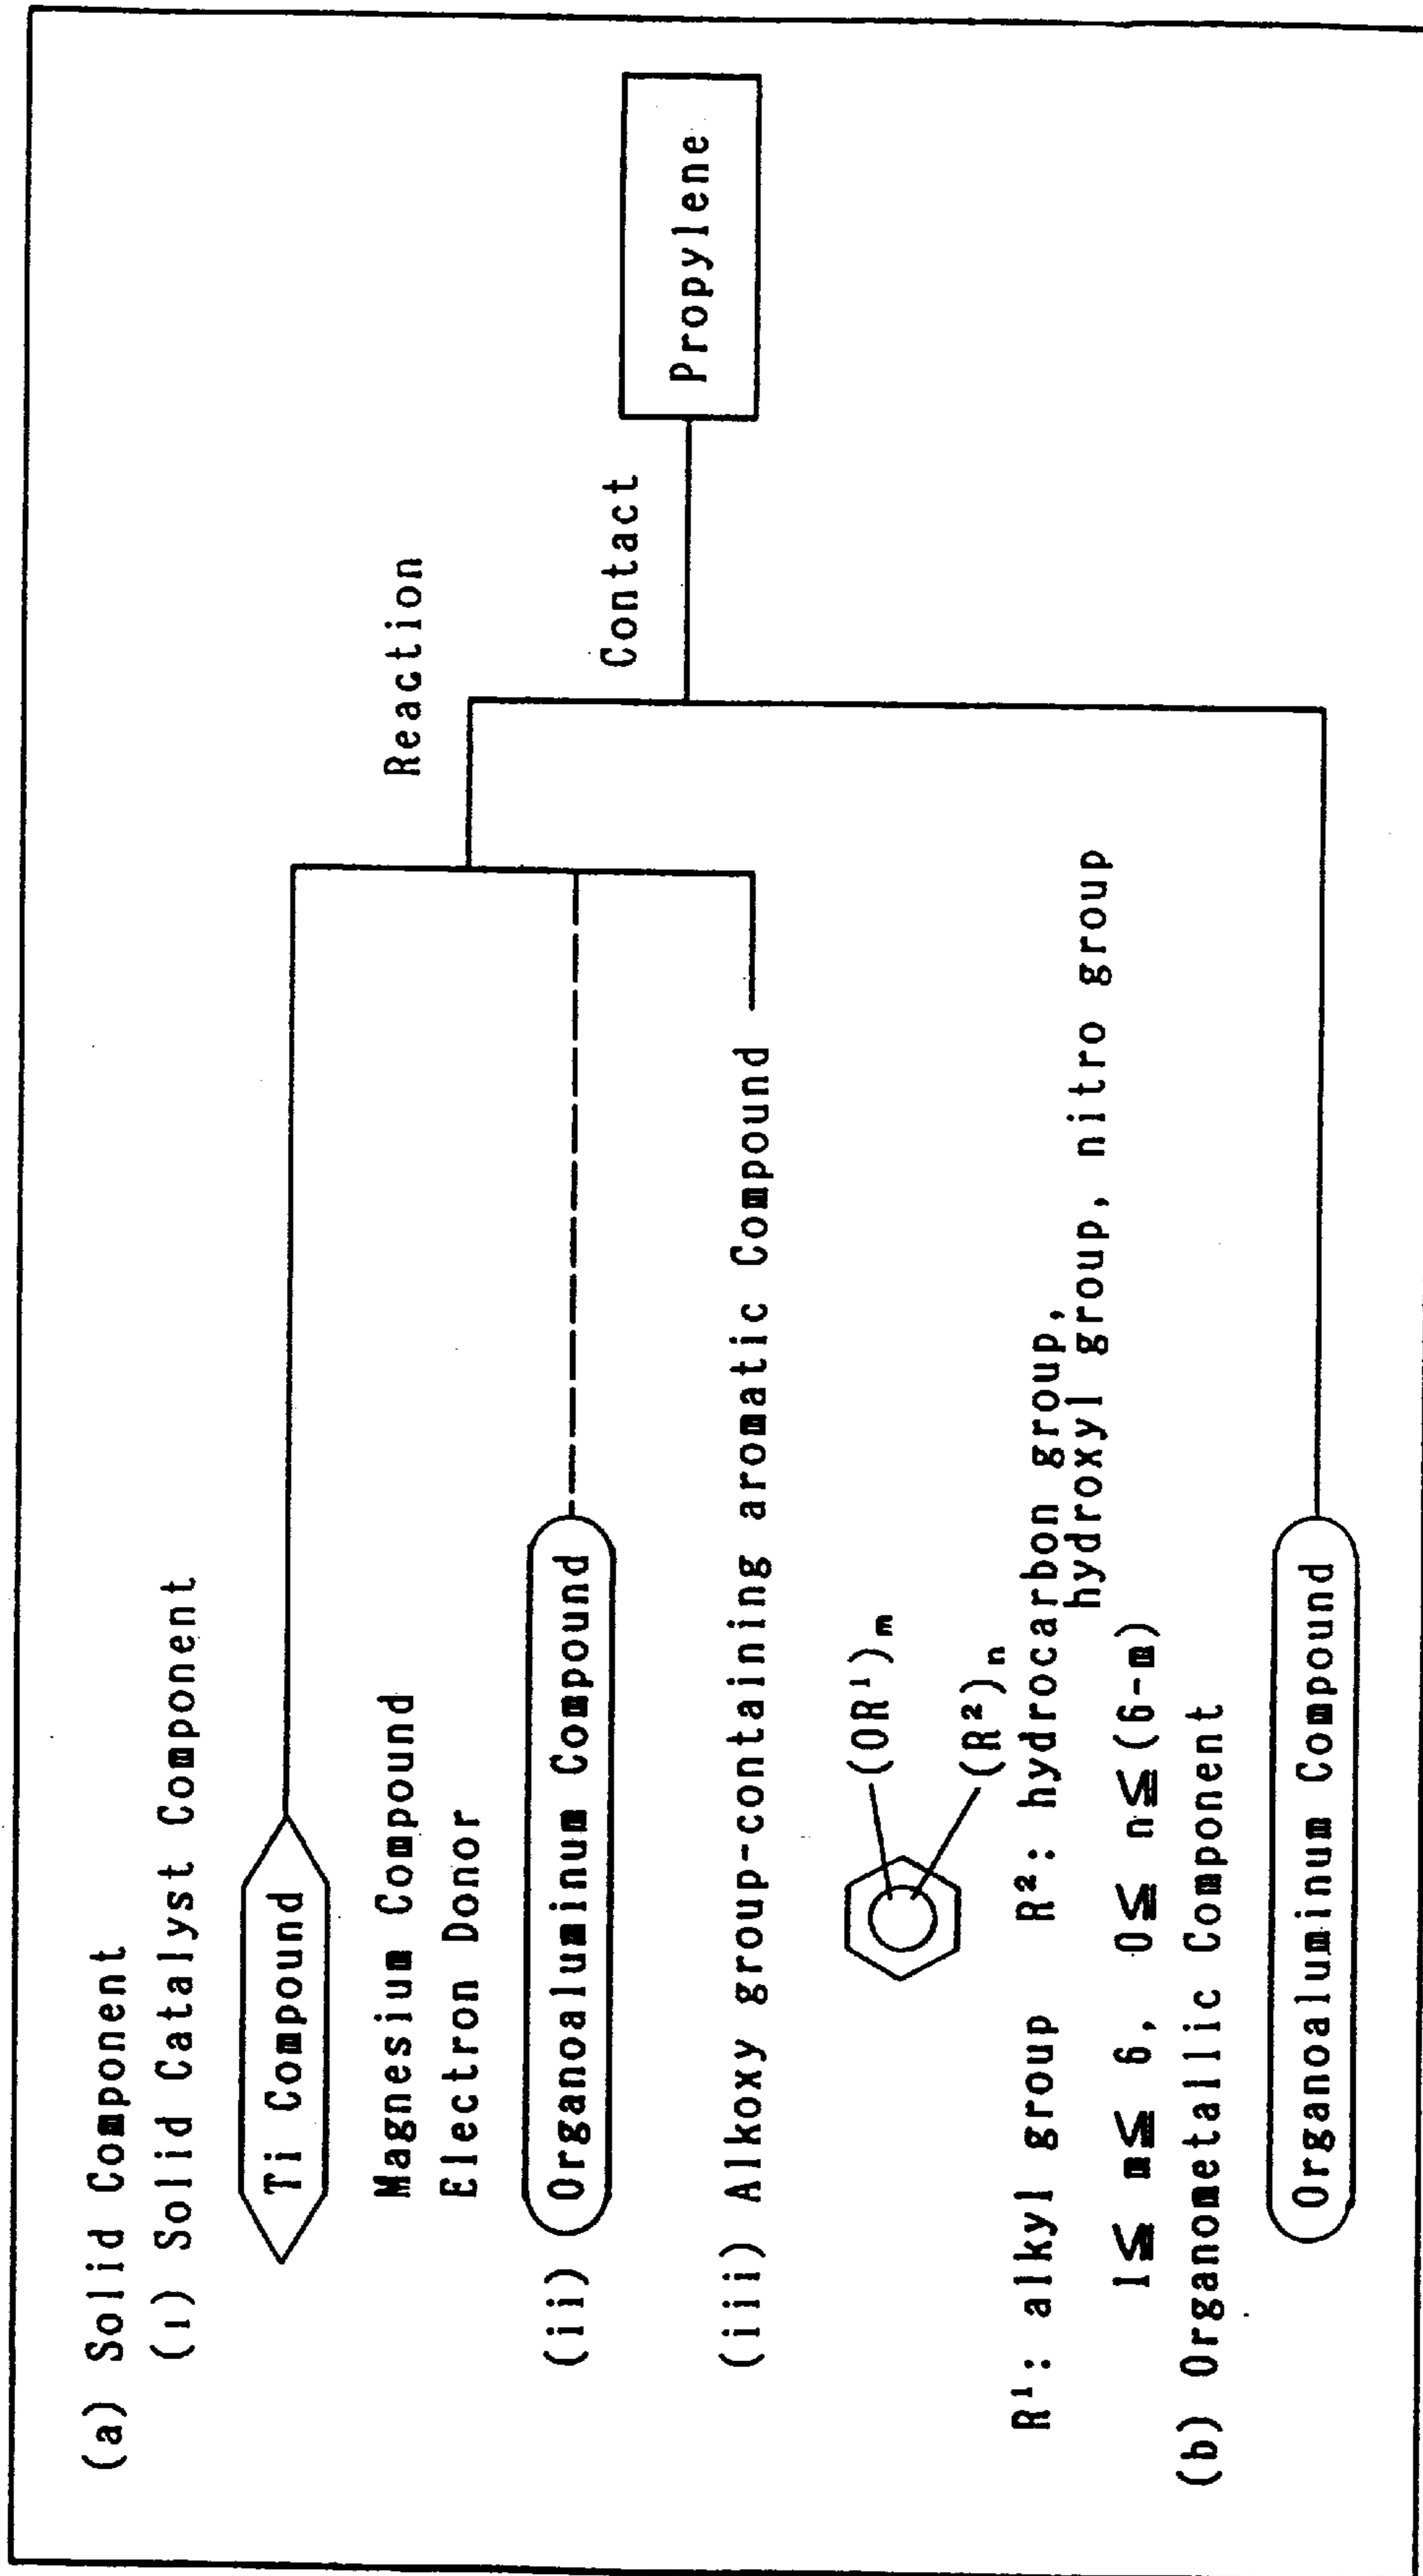 (a) Solid Component
(i) Solid Catalyst Component
Ti Compound
Magnesium Compound
Electron Donor
(ii) Organoaluminum Compound
(iii) Alkoxy group-containing aromatic Compound
(OR¹)m
(R²)n
R¹: alkyl group R²: hydrocarbon group,
hydroxyl group, nitro group
1≦ m≦ 6, 0≦ n≦(6-m)
(b) Organometallic Component
Organoaluminum Compound
Reaction
Contact
Propylene